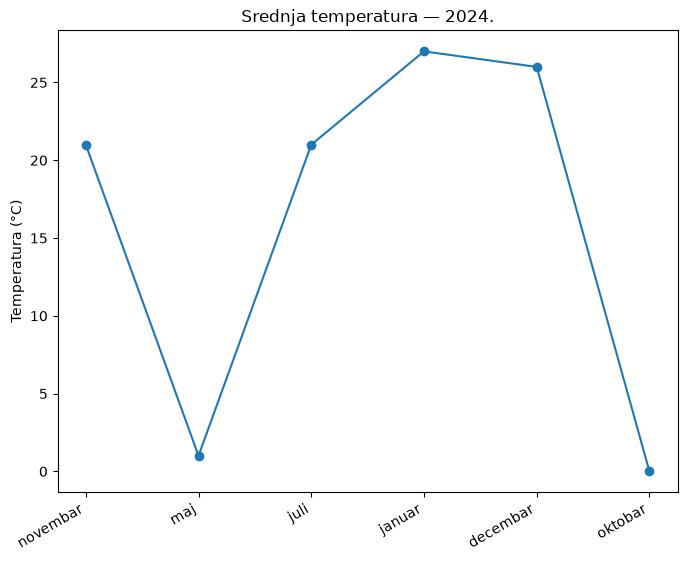 Srednja temperatura — 2024.
Temperatura (°C)
25
20
15
10
5
0
novembar
maj
juli
januar
decembar
oktobar